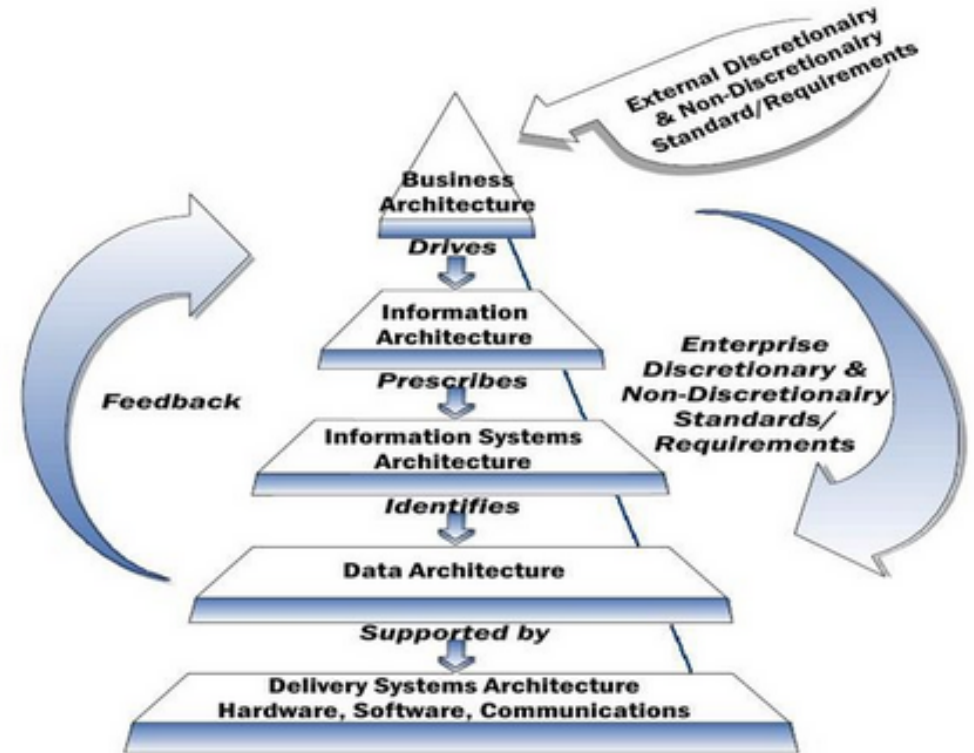 External Discretionairy
& Non-Discretionairy
Standard/Requirements
Business
Architecture
Drives
Information
Architecture
Prescribes
Information Systems
Architecture
Identifies
Data Architecture
Supported by
Delivery Systems Architecture
Hardware, Software, Communications
Feedback
Enterprise
Discretionary &
Non-Discretionairy
Standards/
Requirements